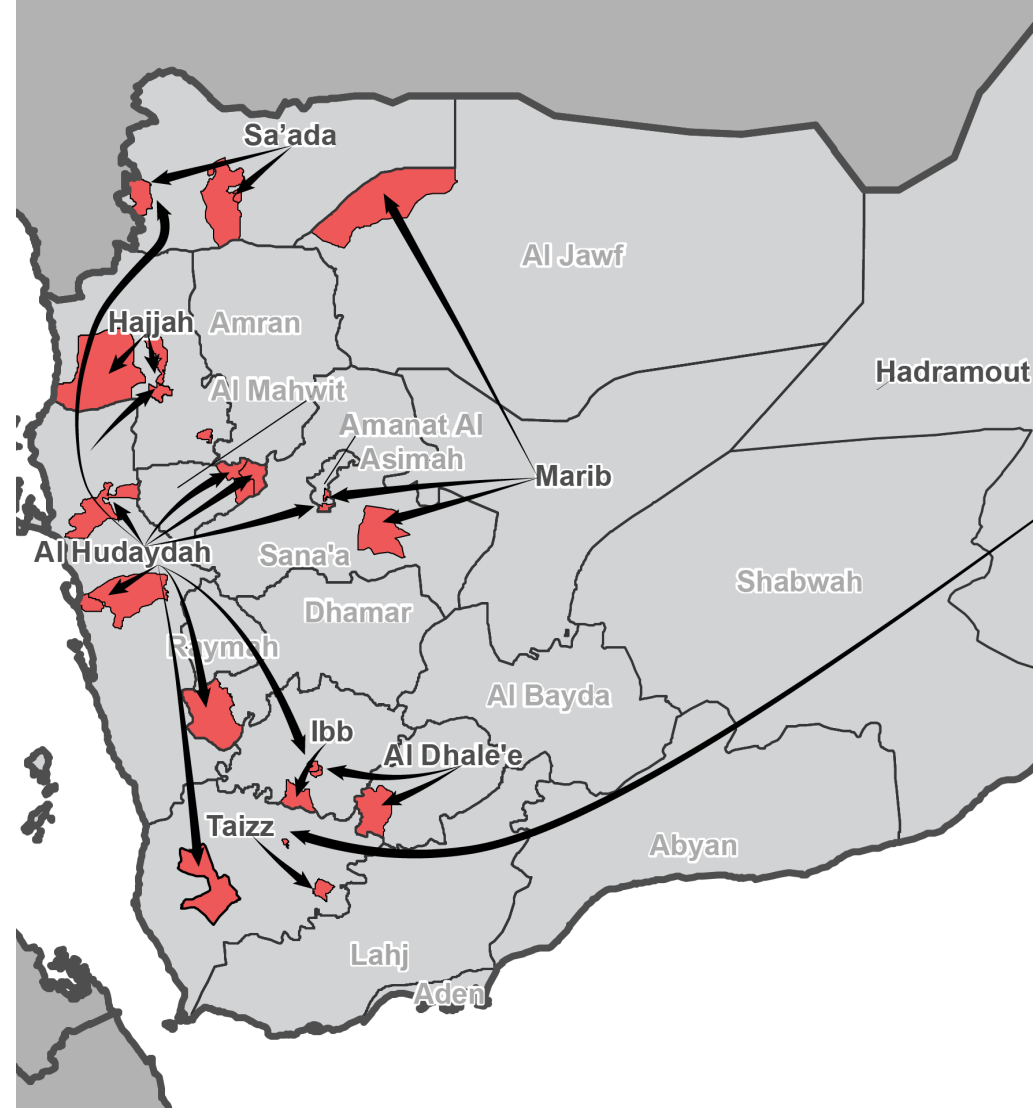 Sa'ada
Al Jawf
Hajjah
Amran
Hadramout
Al Mahwit
Amanat Al
Asimah
Marib
Al Hudaydah
Sana'a
Shabwah
Dhamar
Raymah
Al Bayda
Ibb
Al Dhale'e
Taizz
Abyan
Lahj
Aden